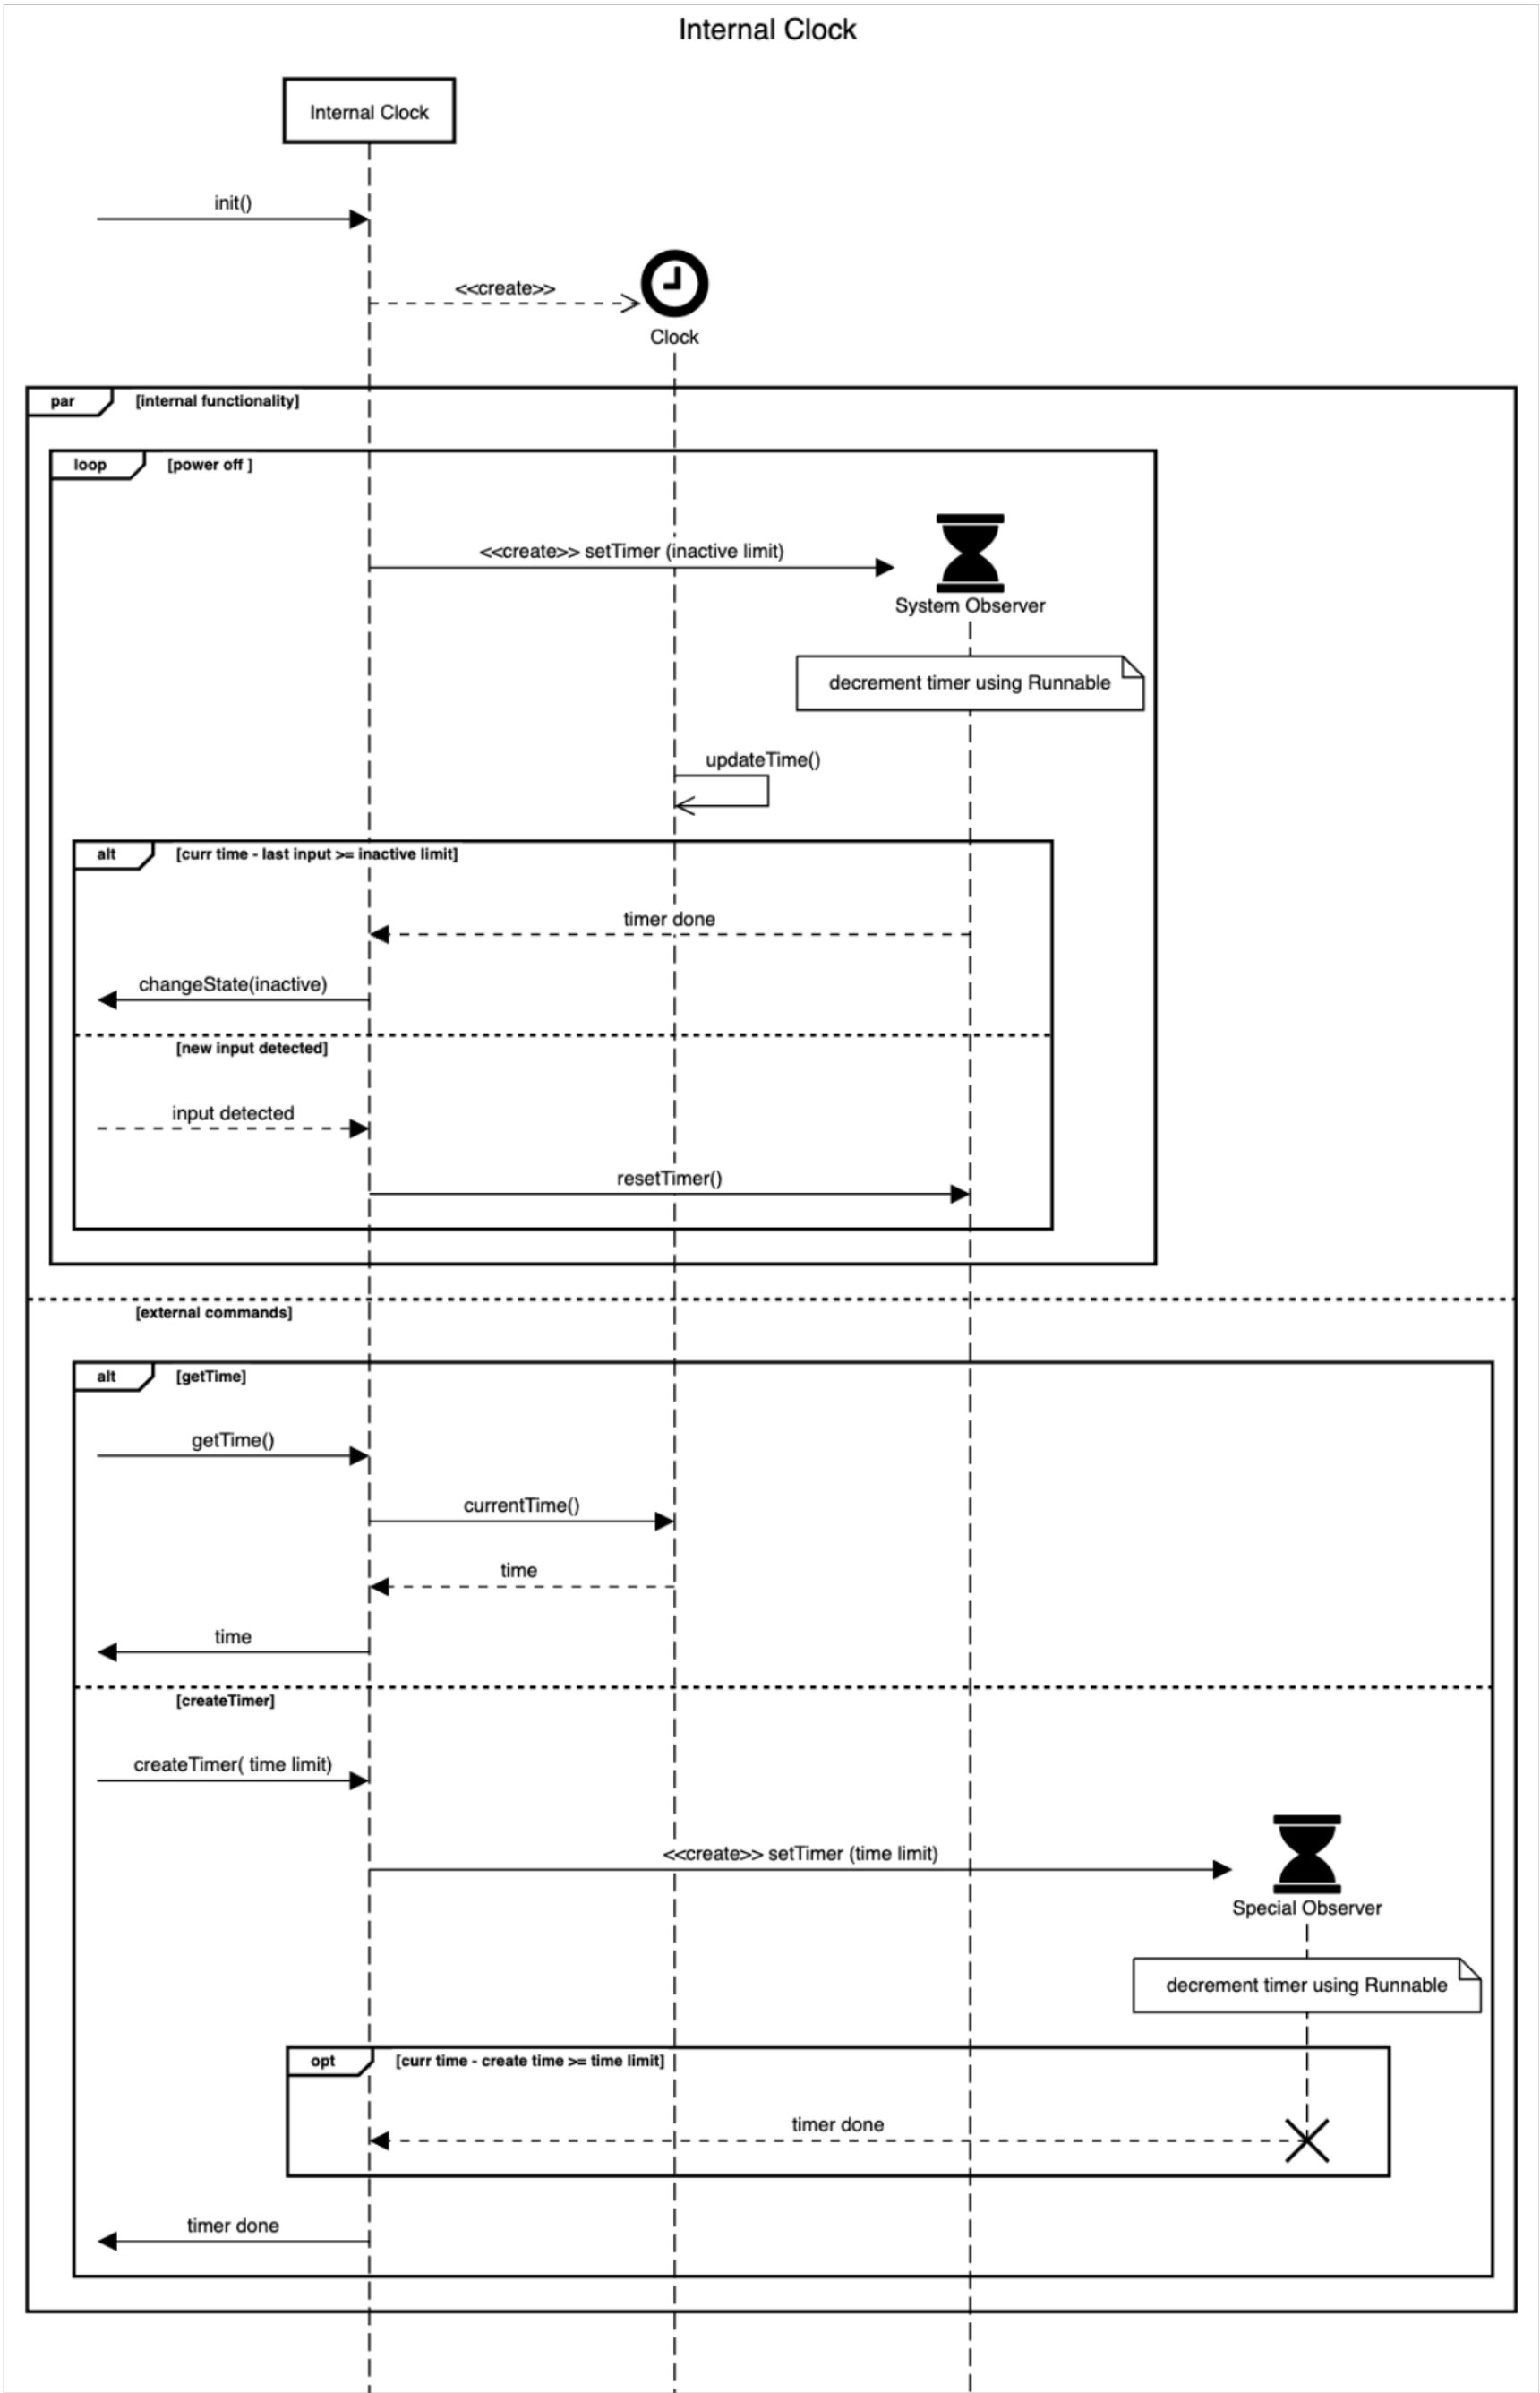 Internal Clock
Internal Clock
init()
<<create>>
Clock
par [internal functionality]
loop [power off ]
<<create>> setTimer (inactive limit)
System Observer
decrement timer using Runnable
updateTime()
alt [curr time - last input >= inactive limit]
timer done
changeState(inactive)
[new input detected]
input detected
resetTimer()
[external commands]
alt [getTime]
getTime()
currentTime()
time
time
[createTimer]
createTimer( time limit)
<<create>> setTimer (time limit)
Special Observer
decrement timer using Runnable
opt [curr time - create time >= time limit]
timer done
timer done